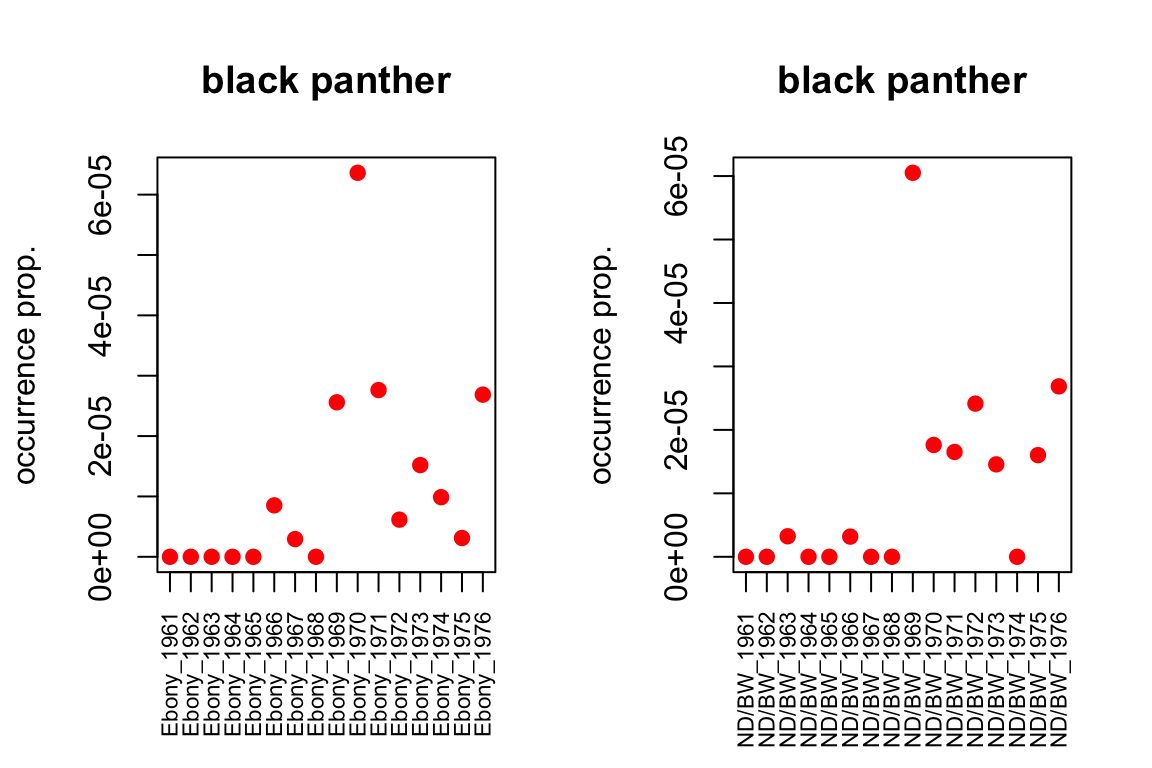 black panther
occurrence prop.
6e-05
4e-05
2e-05
0e+00
Ebony_1961
Ebony_1962
Ebony_1963
Ebony_1964
Ebony_1965
Ebony_1966
Ebony_1967
Ebony_1968
Ebony_1969
Ebony_1970
Ebony_1971
Ebony_1972
Ebony_1973
Ebony_1974
Ebony_1975
Ebony_1976
black panther
occurrence prop.
6e-05
4e-05
2e-05
0e+00
ND/BW_1961
ND/BW_1962
ND/BW_1963
ND/BW_1964
ND/BW_1965
ND/BW_1966
ND/BW_1967
ND/BW_1968
ND/BW_1969
ND/BW_1970
ND/BW_1971
ND/BW_1972
ND/BW_1973
ND/BW_1974
ND/BW_1975
ND/BW_1976